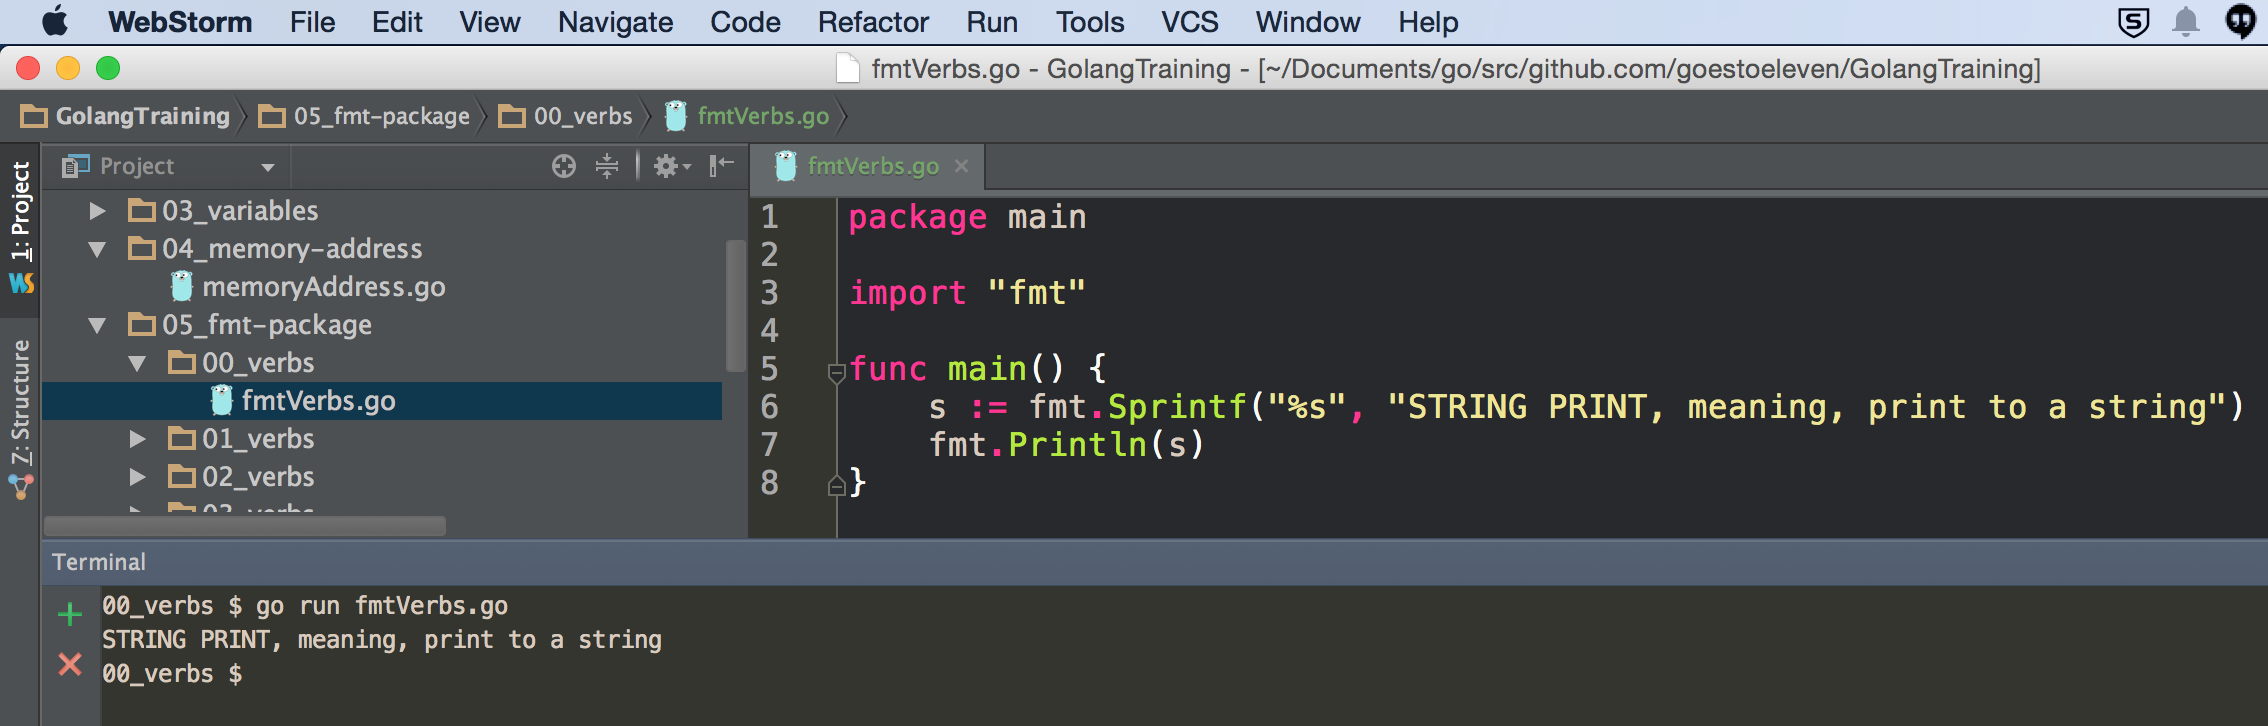 WebStorm File Edit View Navigate Code Refactor Run Tools VCS Window Help
fmtVerbs.go - GolangTraining - [~/Documents/go/src/github.com/goestoeleven/GolangTraining]
GolangTraining 05_fmt-package 00_verbs fmtVerbs.go
1: Project
7: Structure
Project
03_variables
04_memory-address
memoryAddress.go
05_fmt-package
00_verbs
fmtVerbs.go
01_verbs
02_verbs
03_verbs
fmtVerbs.go
1 package main
2
3 import "fmt"
4
5 func main() {
6 s := fmt.Sprintf("%s", "STRING PRINT, meaning, print to a string")
7 fmt.Println(s)
8 }
Terminal
00_verbs $ go run fmtVerbs.go
STRING PRINT, meaning, print to a string
00_verbs $